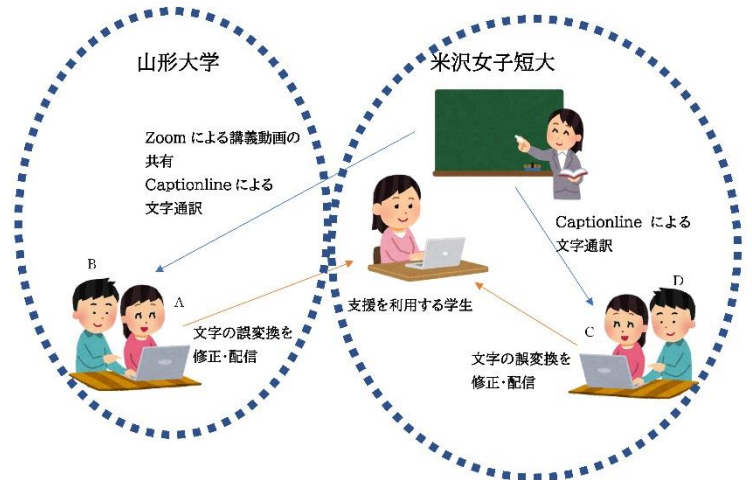 山形大学
米沢女子短大
Zoom による講義動画の
共有
Captionline による
文字通訳
Captionline による
文字通訳
支援を利用する学生
B
A
文字の誤変換を
修正・配信
D
C
文字の誤変換を
修正・配信